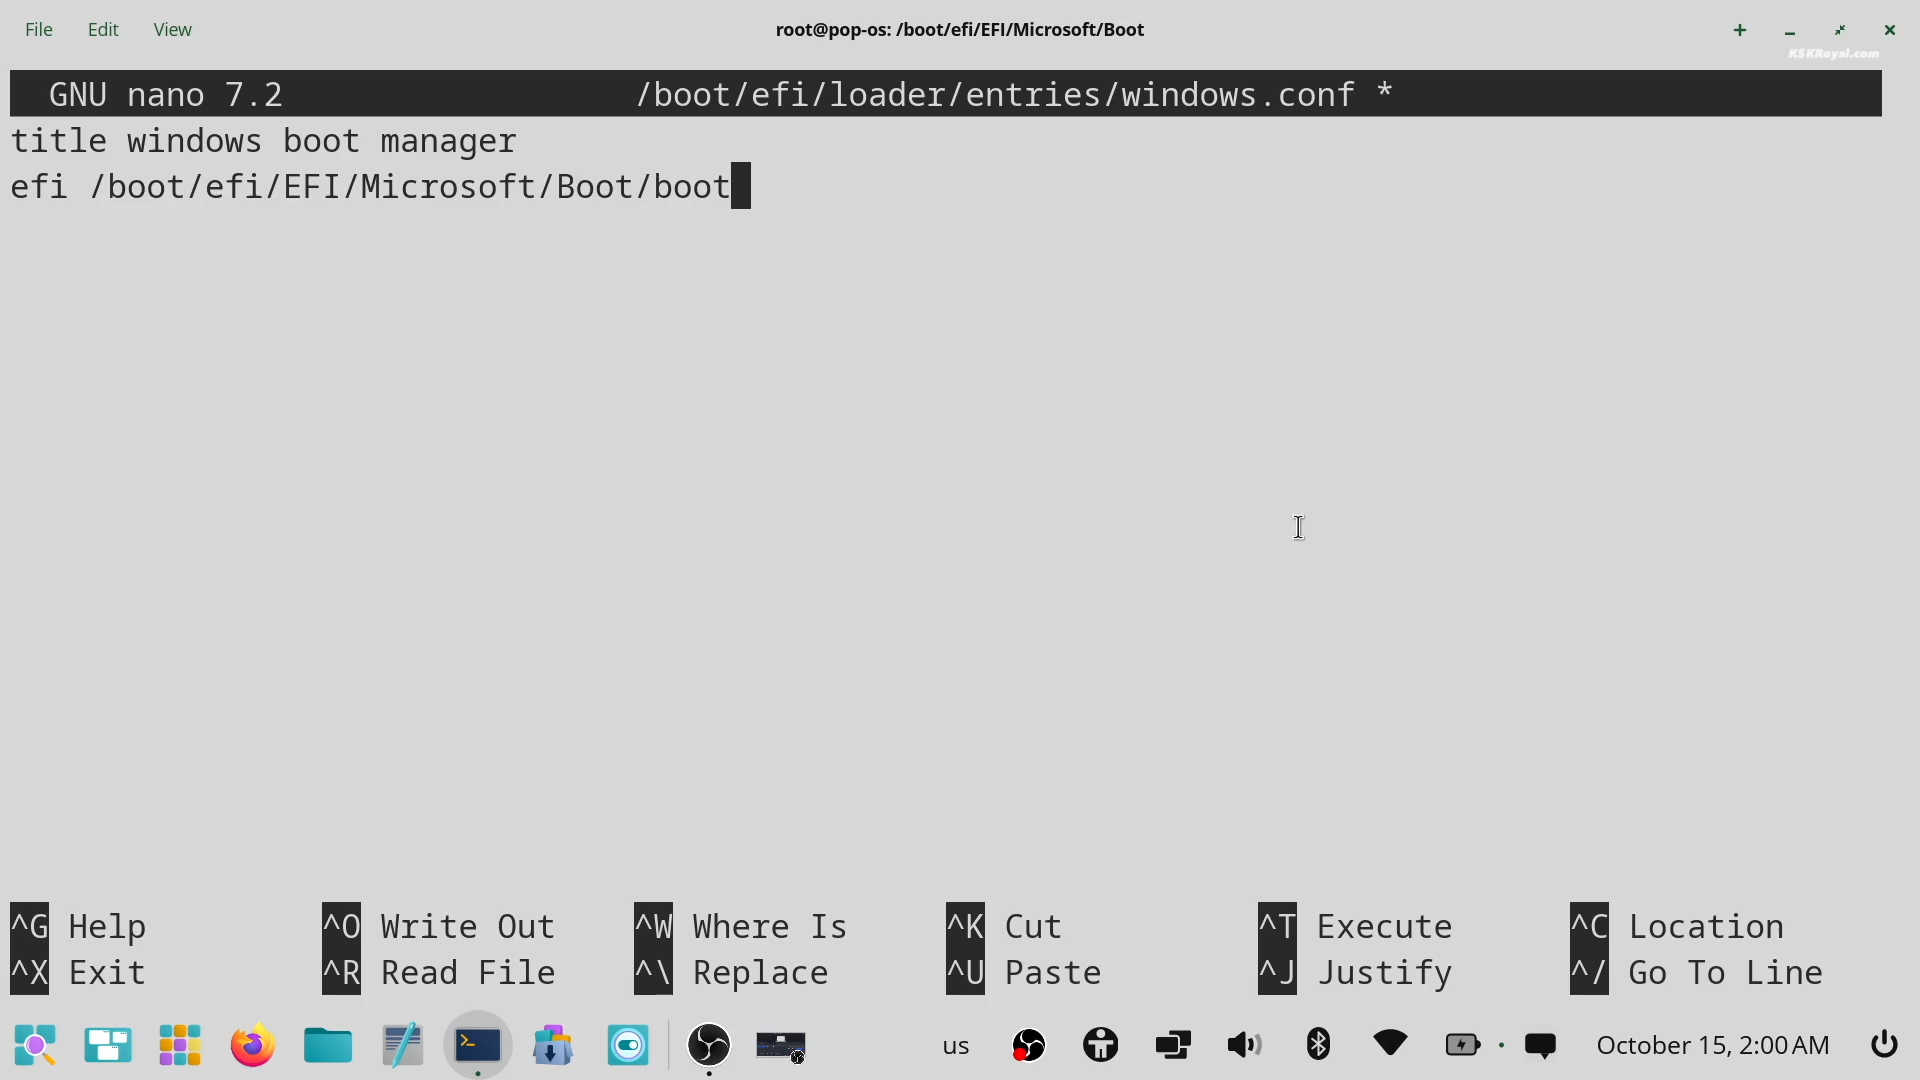 File Edit View root@pop-os: /boot/efi/EFI/Microsoft/Boot
KSKRoyal.com
GNU nano 7.2 /boot/efi/loader/entries/windows.conf *
title windows boot manager
efi /boot/efi/EFI/Microsoft/Boot/boot
^G Help ^O Write Out ^W Where Is ^K Cut ^T Execute ^C Location
^X Exit ^R Read File ^\ Replace ^U Paste ^J Justify ^/ Go To Line
us October 15, 2:00 AM